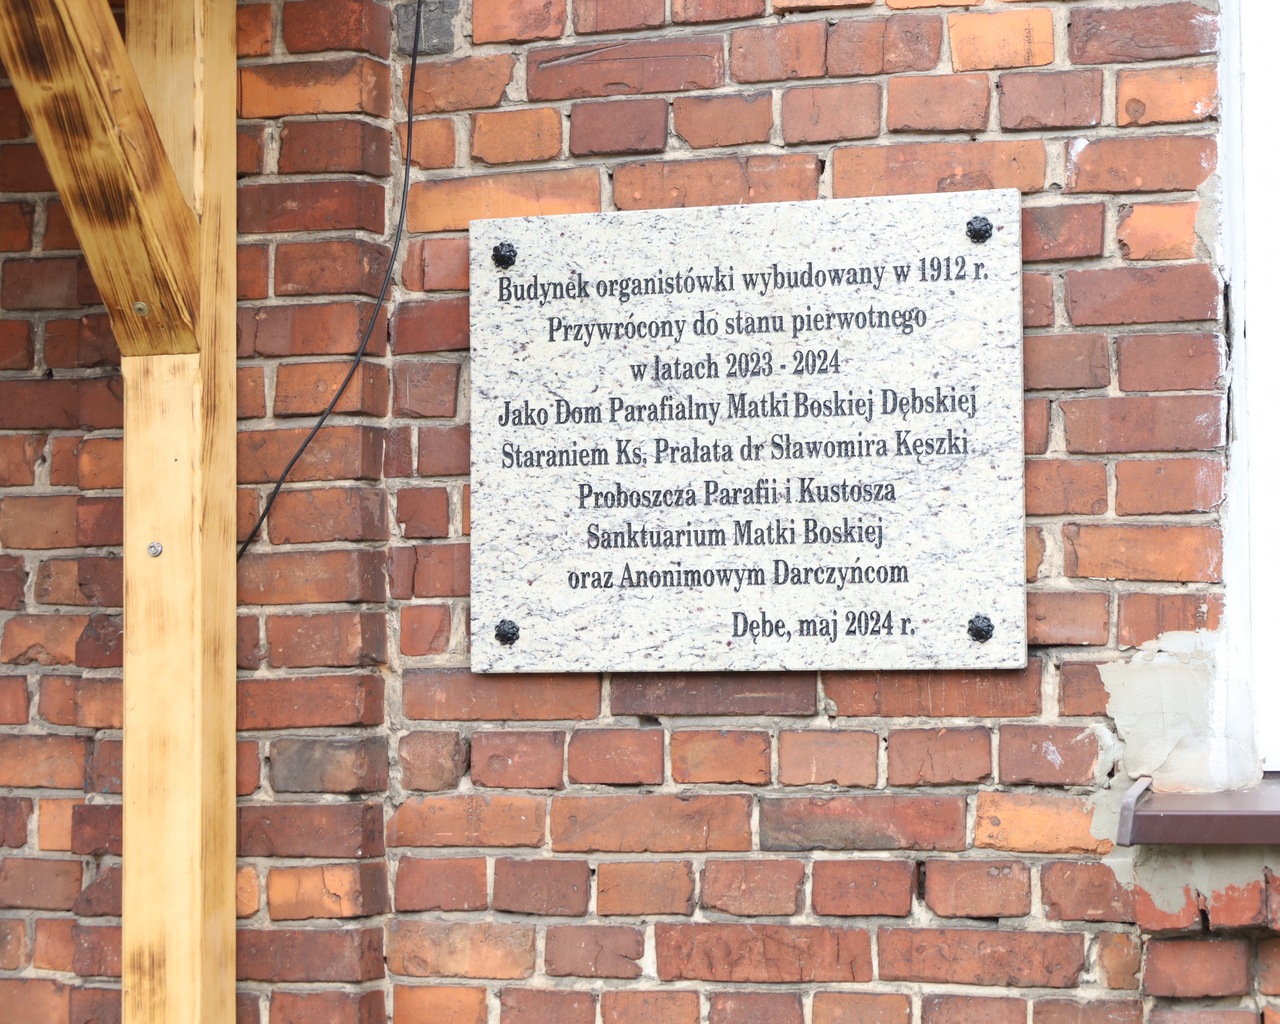 Budynek organistówki wybudowany w 1912 r.
Przywrócony do stanu pierwotnego
w latach 2023 - 2024
Jako Dom Parafialny Matki Boskiej Dębskiej
Staraniem Ks. Prałata dr Sławomira Kęszki
Proboszcza Parafii i Kustosza
Sanktuarium Matki Boskiej
oraz Anonimowym Darczyńcom
Dębe, maj 2024 r.